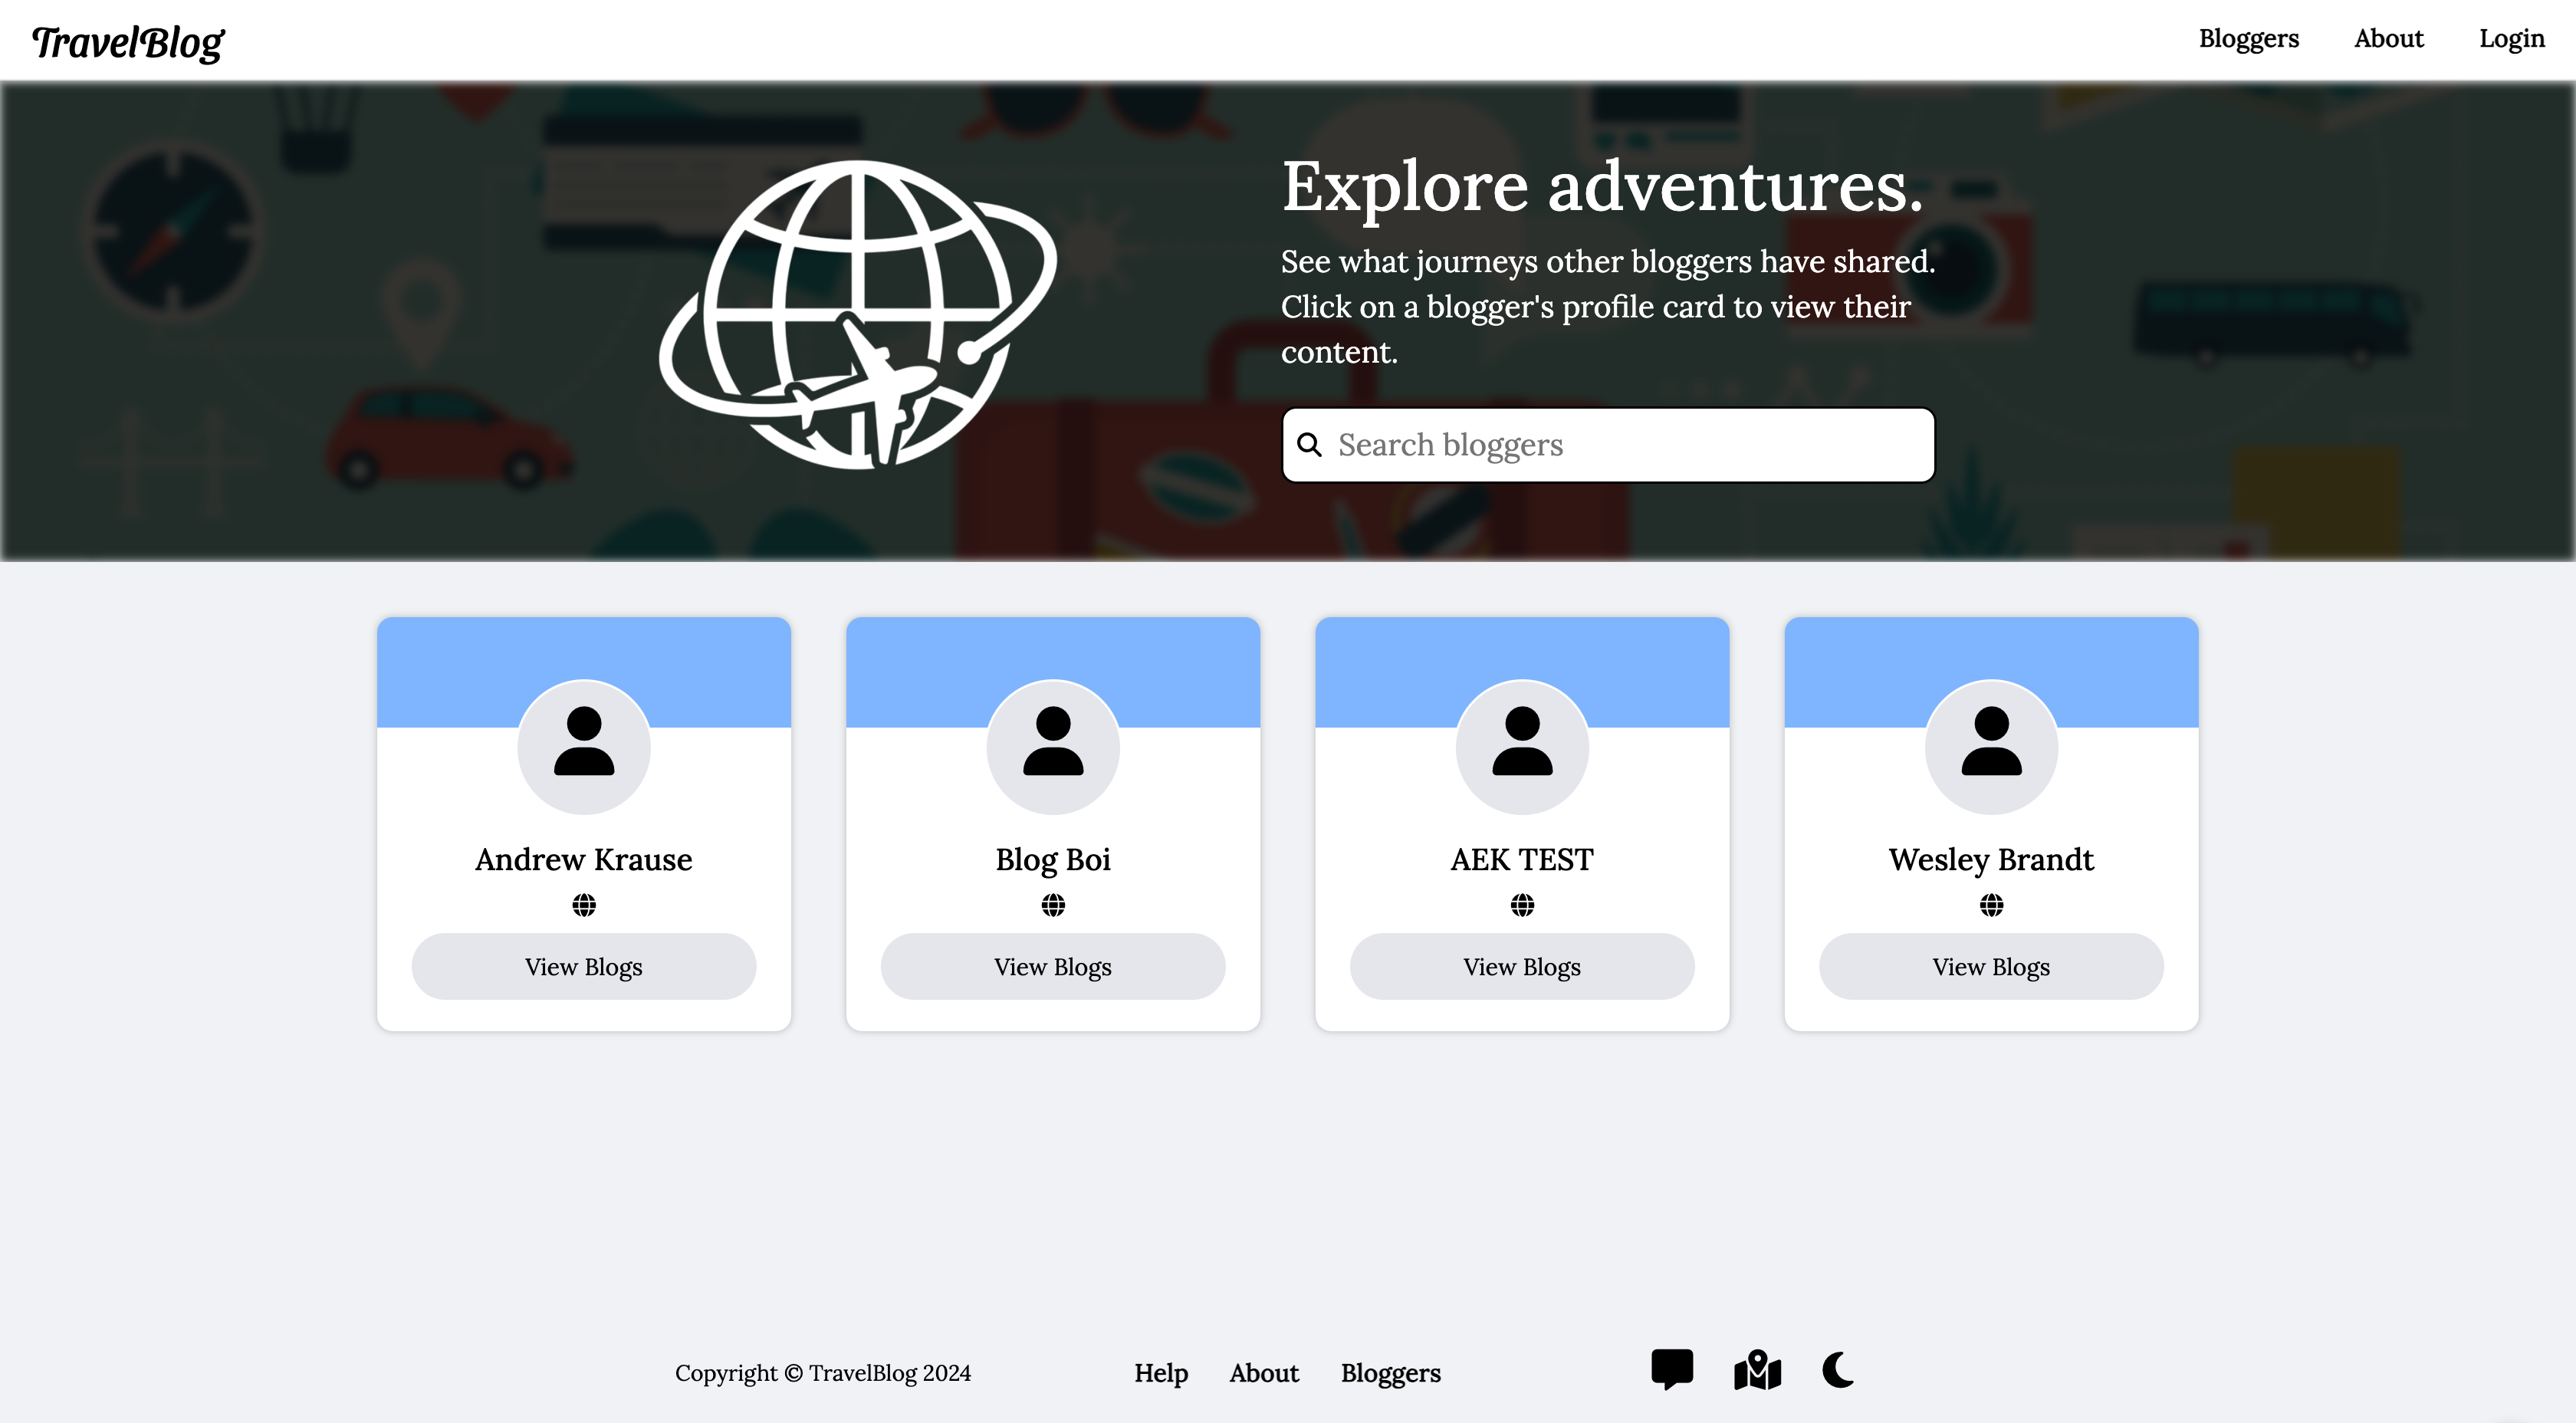 TravelBlog
Bloggers About Login
Explore adventures.
See what journeys other bloggers have shared.
Click on a blogger's profile card to view their
content.
Search bloggers
Andrew Krause
View Blogs
Blog Boi
View Blogs
AEK TEST
View Blogs
Wesley Brandt
View Blogs
Copyright © TravelBlog 2024
Help About Bloggers